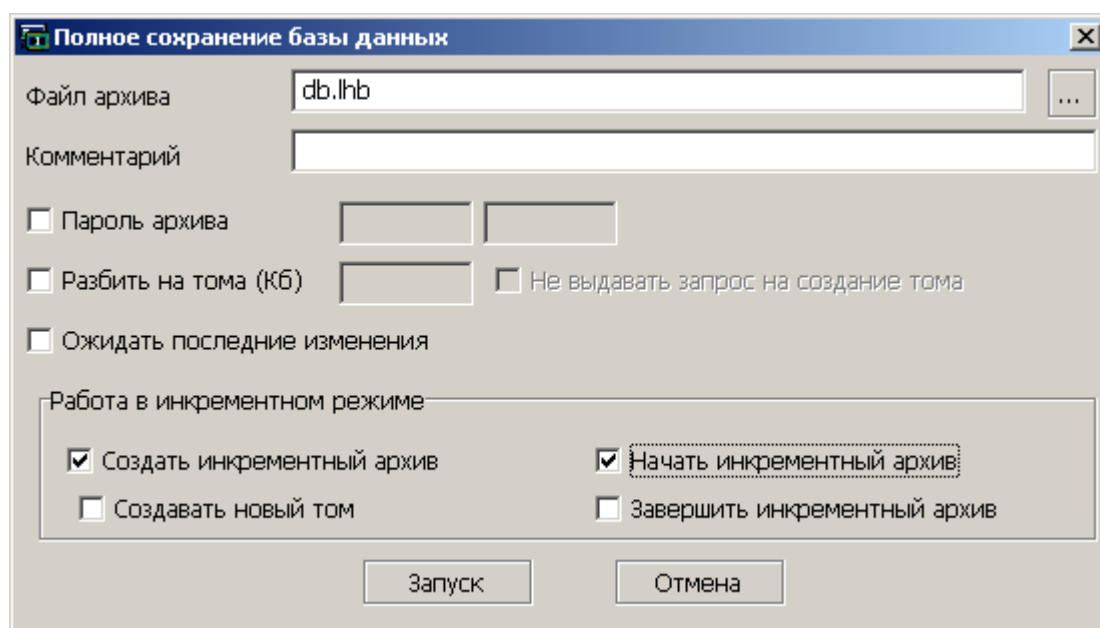 Полное сохранение базы данных
Файл архива db.lhb ...
Комментарий
Пароль архива
Разбить на тома (Кб) Не выдавать запрос на создание тома
Ожидать последние изменения
Работа в инкрементном режиме
Создать инкрементный архив Начать инкрементный архив
Создавать новый том Завершить инкрементный архив
Запуск Отмена